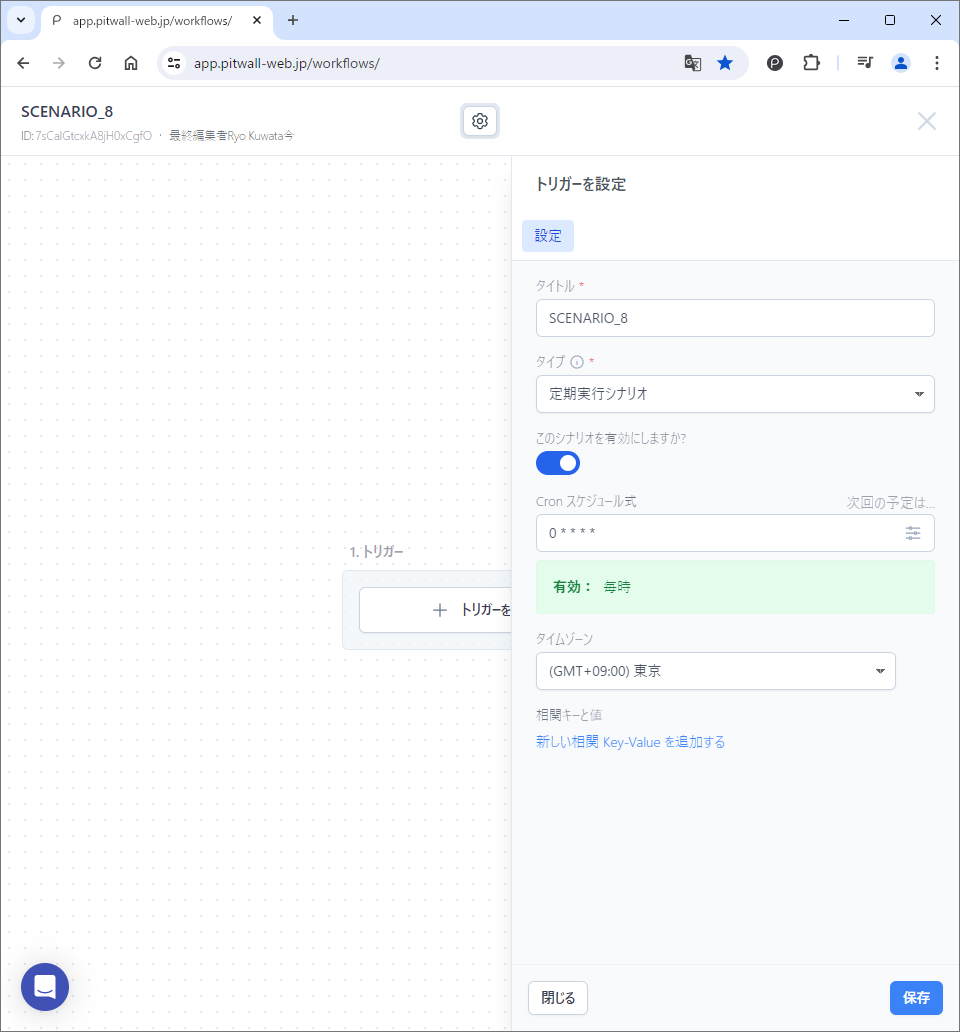 app.pitwall-web.jp/workflows/
app.pitwall-web.jp/workflows/
SCENARIO_8
ID: 7sCalGtcxkA8jH0xCgfO ・ 最終編集者Ryo Kuwata今
トリガーを設定
設定
タイトル *
SCENARIO_8
タイプ *
定期実行シナリオ
このシナリオを有効にしますか?
Cron スケジュール式 次回の予定は...
0 * * * *
有効： 毎時
1. トリガー
トリガーを
タイムゾーン
(GMT+09:00) 東京
相関キーと値
新しい相関 Key-Value を追加する
閉じる
保存